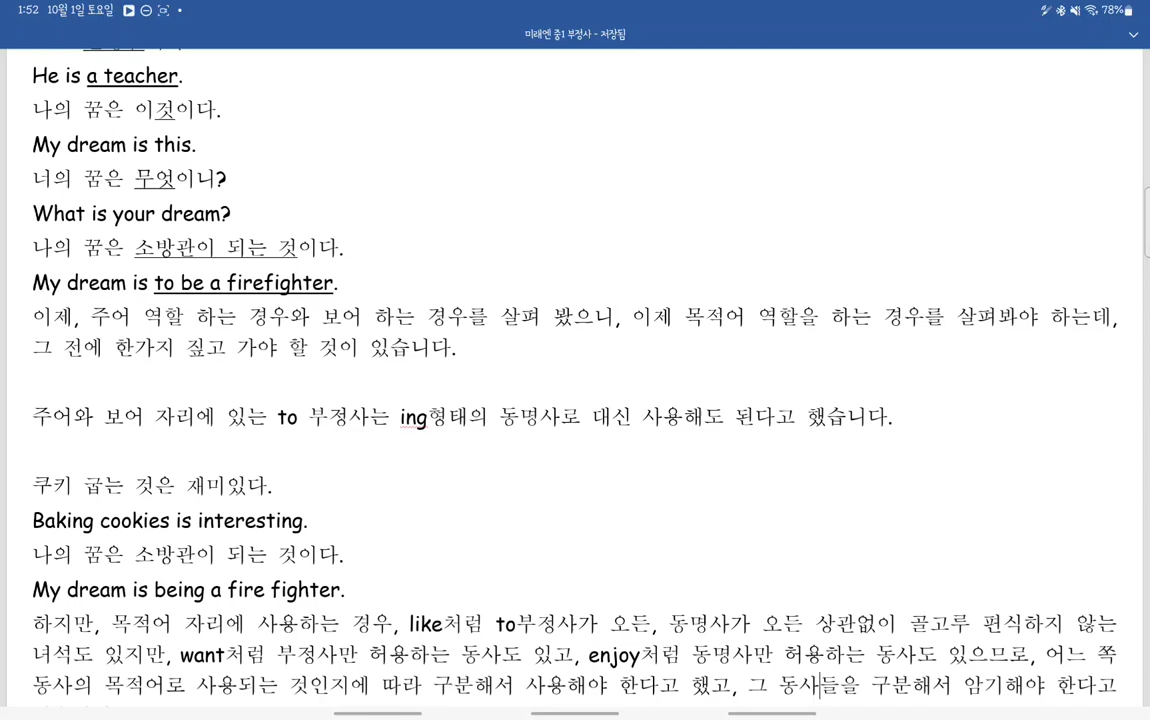 1:52 10월 1일 토요일
78%
미래엔 중1 부정사 - 저장됨
He is a teacher.
나의 꿈은 이것이다.
My dream is this.
너의 꿈은 무엇이니?
What is your dream?
나의 꿈은 소방관이 되는 것이다.
My dream is to be a firefighter.
이제, 주어 역할 하는 경우와 보어 하는 경우를 살펴 봤으니, 이제 목적어 역할을 하는 경우를 살펴봐야 하는데,
그 전에 한가지 짚고 가야 할 것이 있습니다.
주어와 보어 자리에 있는 to 부정사는 ing형태의 동명사로 대신 사용해도 된다고 했습니다.
쿠키 굽는 것은 재미있다.
Baking cookies is interesting.
나의 꿈은 소방관이 되는 것이다.
My dream is being a fire fighter.
하지만, 목적어 자리에 사용하는 경우, like처럼 to부정사가 오든, 동명사가 오든 상관없이 골고루 편식하지 않는
녀석도 있지만, want처럼 부정사만 허용하는 동사도 있고, enjoy처럼 동명사만 허용하는 동사도 있으므로, 어느 쪽
동사의 목적어로 사용되는 것인지에 따라 구분해서 사용해야 한다고 했고, 그 동사들을 구분해서 암기해야 한다고